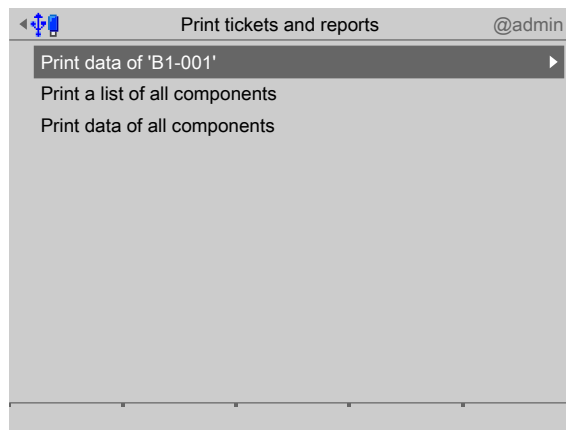 Print tickets and reports @admin
Print data of 'B1-001'
Print a list of all components
Print data of all components